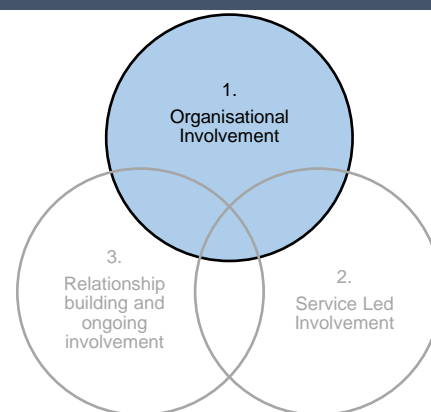 1.
Organisational
Involvement
3.
Relationship
building and
ongoing
involvement
2.
Service Led
Involvement